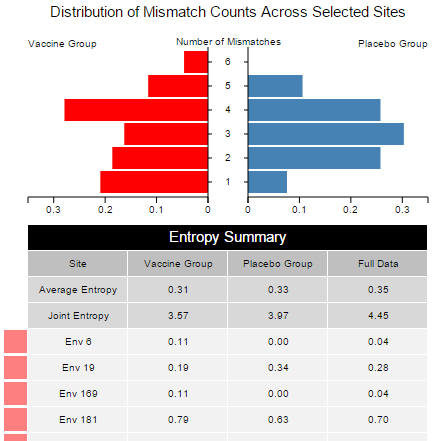 Distribution of Mismatch Counts Across Selected Sites
Vaccine Group Number of Mismatches Placebo Group
6
5
4
3
2
1
0.3 0.2 0.1 0 0 0.1 0.2 0.3
Entropy Summary
Site Vaccine Group Placebo Group Full Data
Average Entropy 0.31 0.33 0.35
Joint Entropy 3.57 3.97 4.45
Env 6 0.11 0.00 0.04
Env 19 0.19 0.34 0.28
Env 169 0.11 0.00 0.04
Env 181 0.79 0.63 0.70